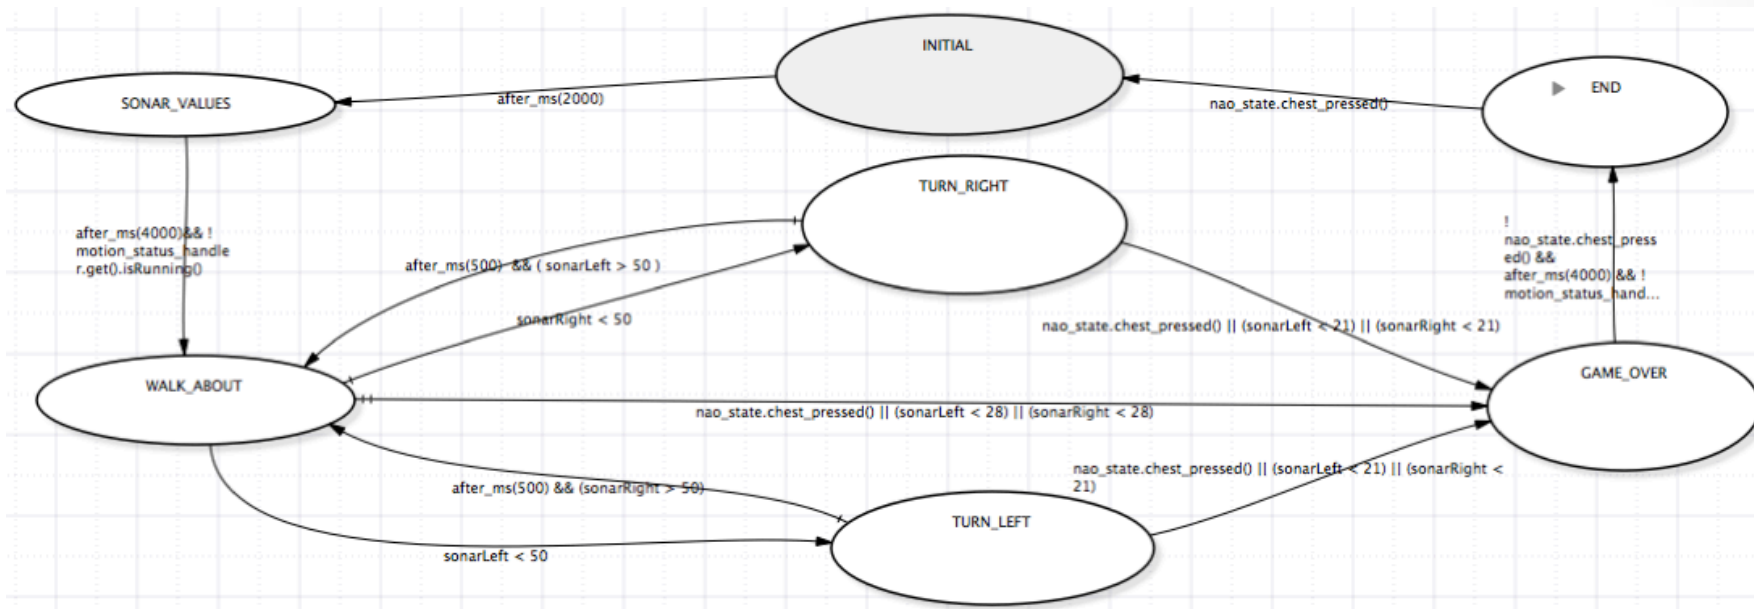 INITIAL
END
SONAR_VALUES
after_ms(2000)
nao_state.chest_pressed()
TURN_RIGHT
after_ms(4000)&& !
motion_status_handle
r.get().isRunning()
!
nao_state.chest_press
ed() &&
after_ms(4000) && !
motion_status_hand...
after_ms(500) && ( sonarLeft > 50 )
sonarRight < 50
nao_state.chest_pressed() || (sonarLeft < 21) || (sonarRight < 21)
WALK_ABOUT
GAME_OVER
nao_state.chest_pressed() || (sonarLeft < 28) || (sonarRight < 28)
nao_state.chest_pressed() || (sonarLeft < 21) || (sonarRight <
21)
after_ms(500) && (sonarRight > 50)
TURN_LEFT
sonarLeft < 50